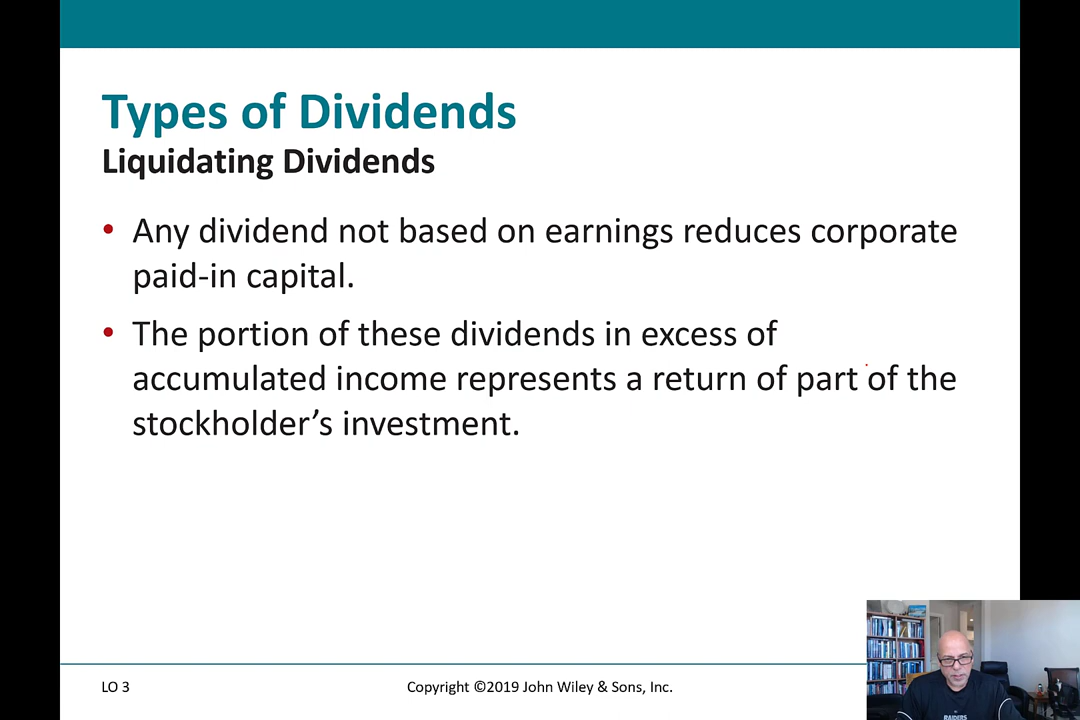 Types of Dividends
Liquidating Dividends
• Any dividend not based on earnings reduces corporate
paid-in capital.
• The portion of these dividends in excess of
accumulated income represents a return of part of the
stockholder’s investment.
LO 3
Copyright ©2019 John Wiley & Sons, Inc.
RAIDERS